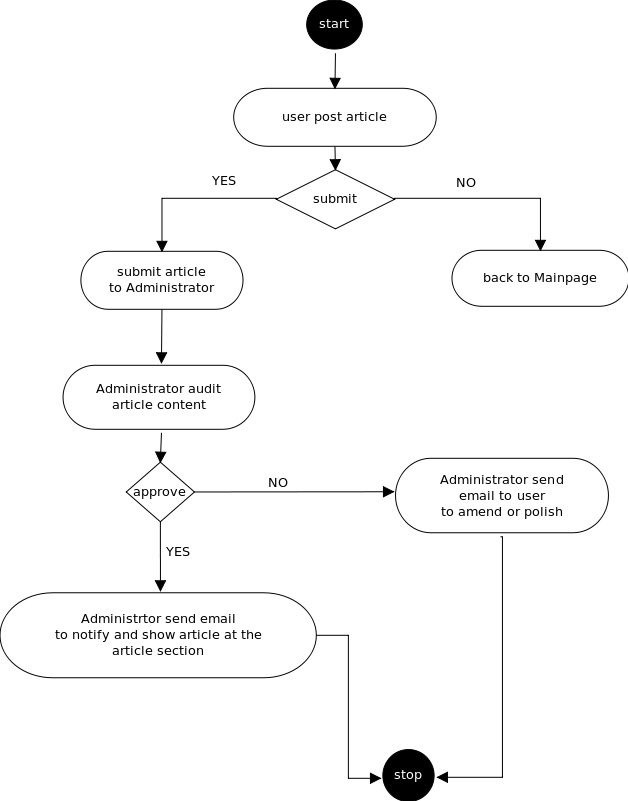 start
user post article
YES
NO
submit
submit article
to Administrator
back to Mainpage
Administrator audit
article content
approve
NO
Administrator send
email to user
to amend or polish
YES
Administrtor send email
to notify and show article at the
article section
stop